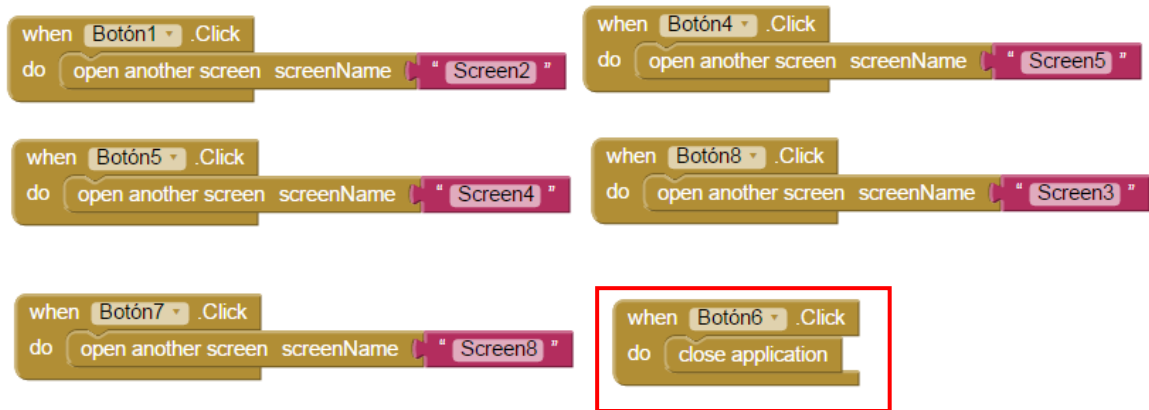 when Botón1 .Click
do open another screen screenName " Screen2 "
when Botón4 .Click
do open another screen screenName " Screen5 "
when Botón5 .Click
do open another screen screenName " Screen4 "
when Botón8 .Click
do open another screen screenName " Screen3 "
when Botón7 .Click
do open another screen screenName " Screen8 "
when Botón6 .Click
do close application